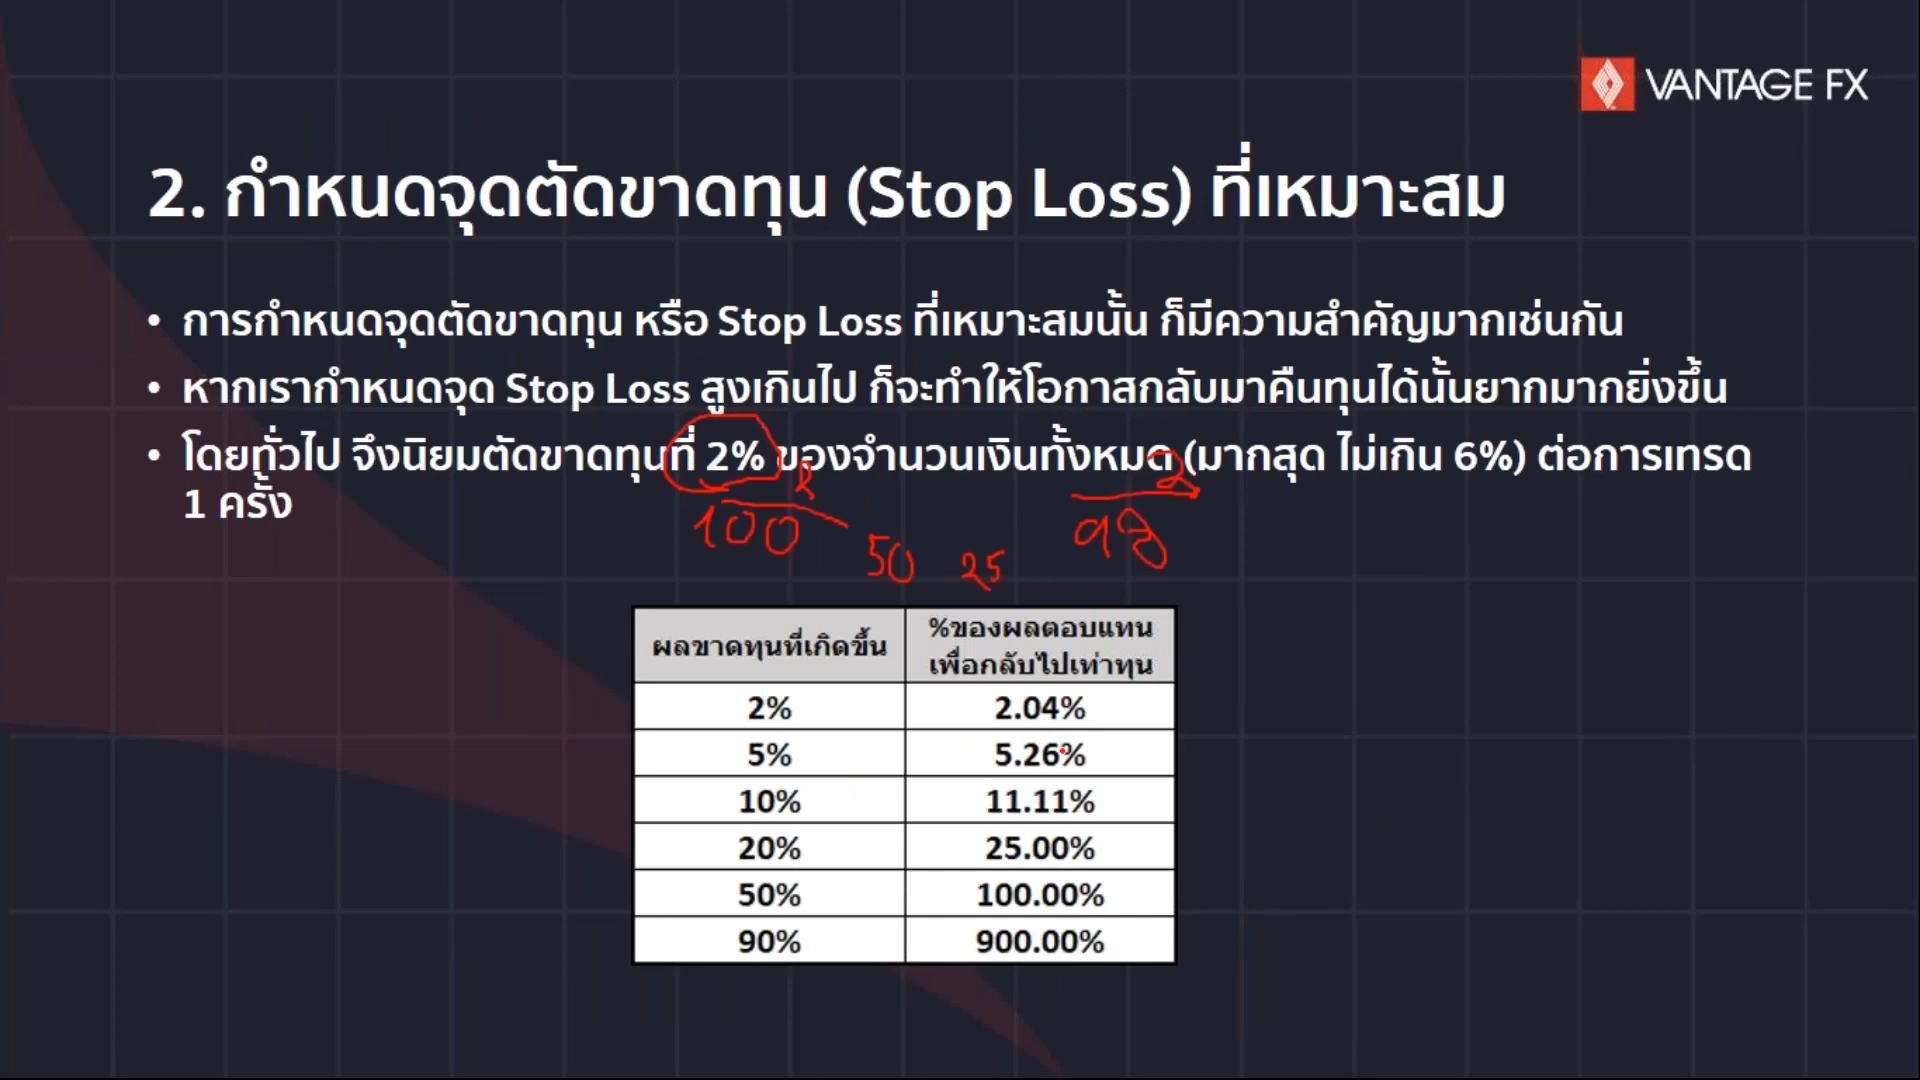 VANTAGE FX
2. กำหนดจุดตัดขาดทุน (Stop Loss) ที่เหมาะสม
• การกำหนดจุดตัดขาดทุน หรือ Stop Loss ที่เหมาะสมนั้น ก็มีความสำคัญมากเช่นกัน
• หากเรากำหนดจุด Stop Loss สูงเกินไป ก็จะทำให้โอกาสกลับมาคืนทุนได้นั้นยากมากยิ่งขึ้น
• โดยทั่วไป จึงนิยมตัดขาดทุนที่ 2% ของจำนวนเงินทั้งหมด (มากสุด ไม่เกิน 6%) ต่อการเทรด
1 ครั้ง
2 2
100 98
50 25
ผลขาดทุนที่เกิดขึ้น %ของผลตอบแทน
เพื่อกลับไปเท่าทุน
2% 2.04%
5% 5.26%
10% 11.11%
20% 25.00%
50% 100.00%
90% 900.00%